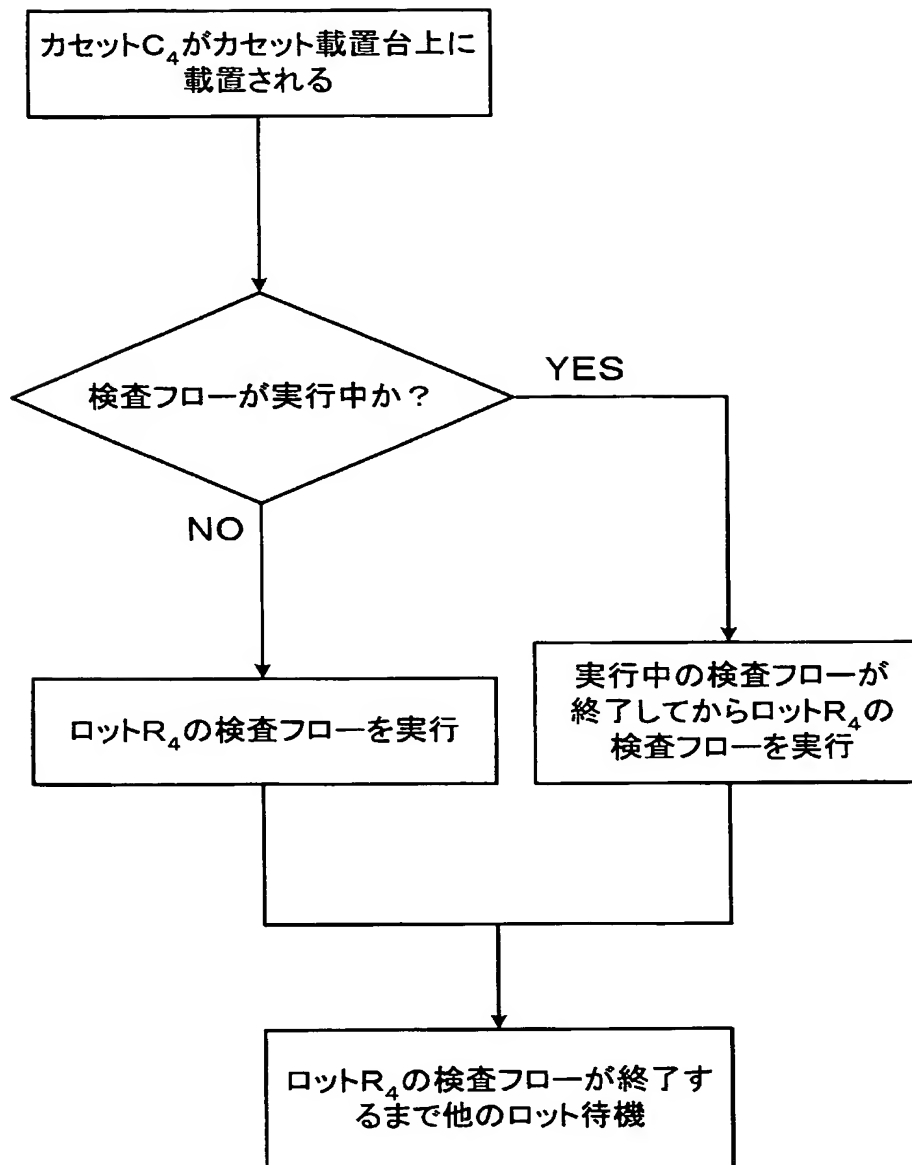 カセットC₄がカセット載置台上に
載置される
検査フローが実行中か？
YES
NO
ロットR₄の検査フローを実行
実行中の検査フローが
終了してからロットR₄の
検査フローを実行
ロットR₄の検査フローが終了す
るまで他のロット待機